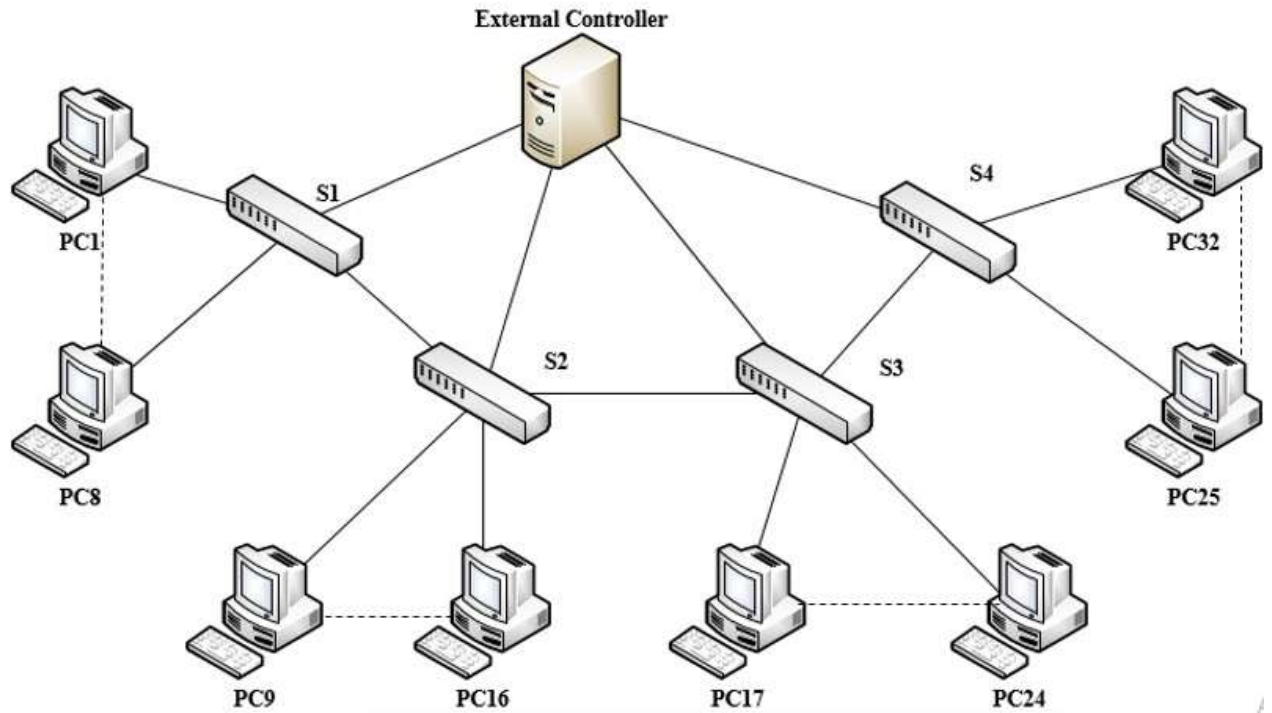 External Controller
S1
S4
PC1
PC32
S2
S3
PC8
PC25
PC9
PC16
PC17
PC24